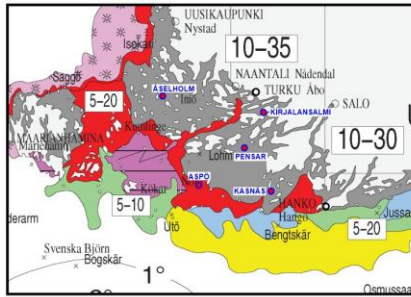 UUSIKAUPUNKI
Nystad
Isokari
10-35
NAANTALI Nådendal
TURKU Åbo
Saggö
ÅSELHOLM
Iniö
5-20
SALO
KIRJALANSALMI
Kumlinge
MAARIANHAMINA
Mariehamn
Lohm
PENSAR
10-30
ASPÖ
Kökar
KASNÄS
HANKO
Hangö
5-10
Utö
Jussa
derarm
Bengtskär
5-20
Svenska Björn
Bogskär
1°
Osmussaa